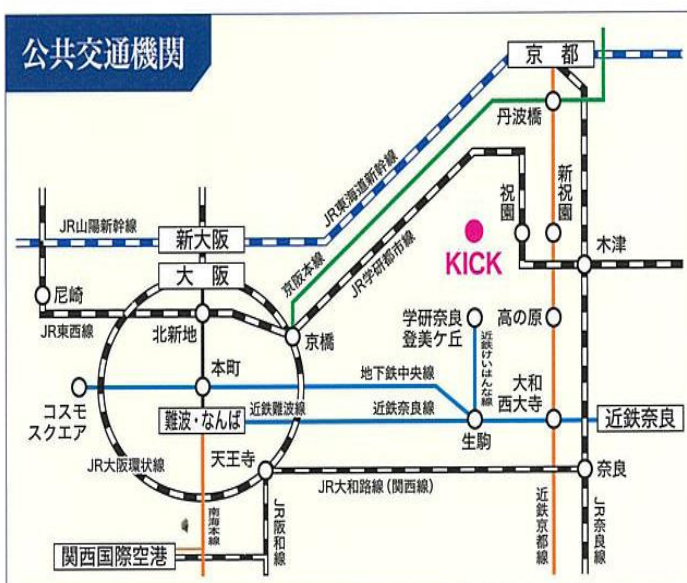 公共交通機関
京都
丹波橋
JR東海道新幹線
新祝園
祝園
JR山陽新幹線
新大阪
京阪本線
JR学研都市線
KICK
木津
大阪
尼崎
JR東西線
北新地
京橋
学研奈良
登美ケ丘
高の原
近鉄けいはんな線
本町
地下鉄中央線
コスモ
スクエア
難波・なんば
近鉄難波線
近鉄奈良線
生駒
大和
西大寺
近鉄奈良
JR大阪環状線
天王寺
JR大和路線(関西線)
奈良
南海本線
JR阪和線
近鉄京都線
JR奈良線
関西国際空港